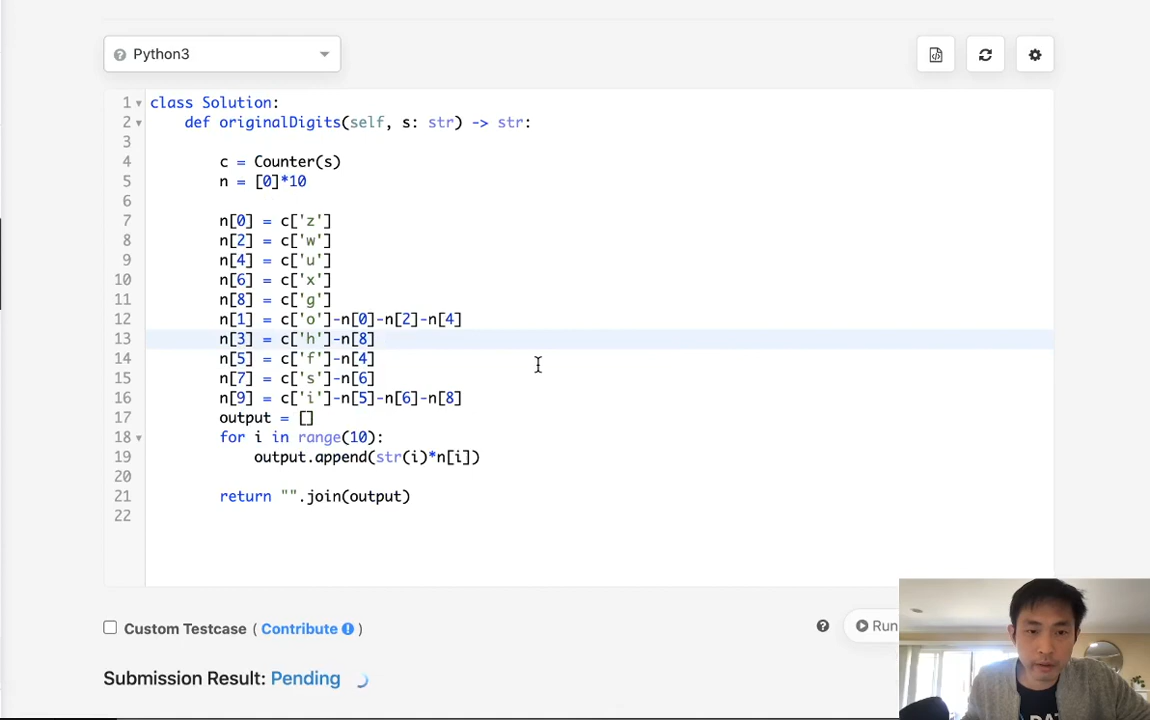 Python3
1 class Solution:
2 def originalDigits(self, s: str) -> str:
3
4 c = Counter(s)
5 n = [0]*10
6
7 n[0] = c['z']
8 n[2] = c['w']
9 n[4] = c['u']
10 n[6] = c['x']
11 n[8] = c['g']
12 n[1] = c['o']-n[0]-n[2]-n[4]
13 n[3] = c['h']-n[8]
14 n[5] = c['f']-n[4]
15 n[7] = c['s']-n[6]
16 n[9] = c['i']-n[5]-n[6]-n[8]
17 output = []
18 for i in range(10):
19 output.append(str(i)*n[i])
20
21 return "".join(output)
22
Custom Testcase ( Contribute )
Run
Submission Result: Pending